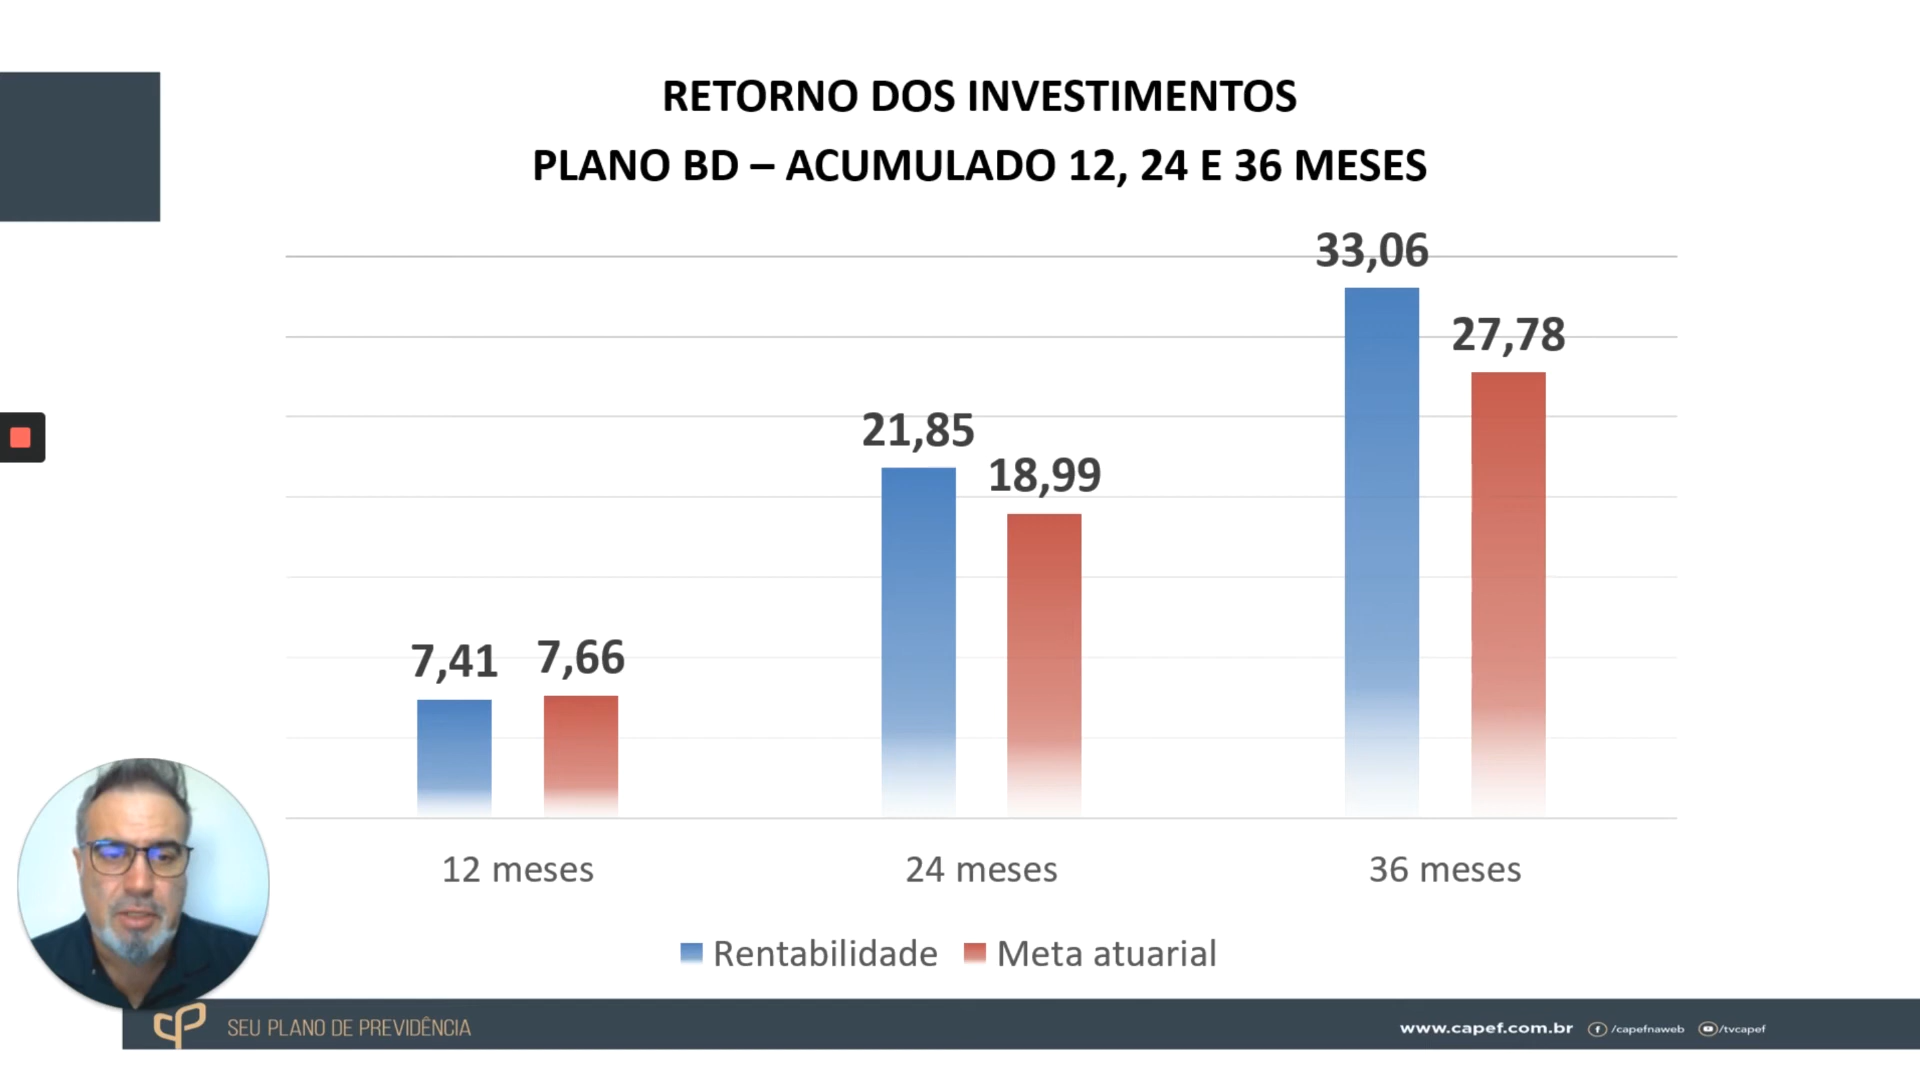 RETORNO DOS INVESTIMENTOS
PLANO BD – ACUMULADO 12, 24 E 36 MESES
33,06
27,78
21,85
18,99
7,41 7,66
12 meses 24 meses 36 meses
Rentabilidade Meta atuarial
cp SEU PLANO DE PREVIDÊNCIA www.capef.com.br f /capefnaweb /tvcapef